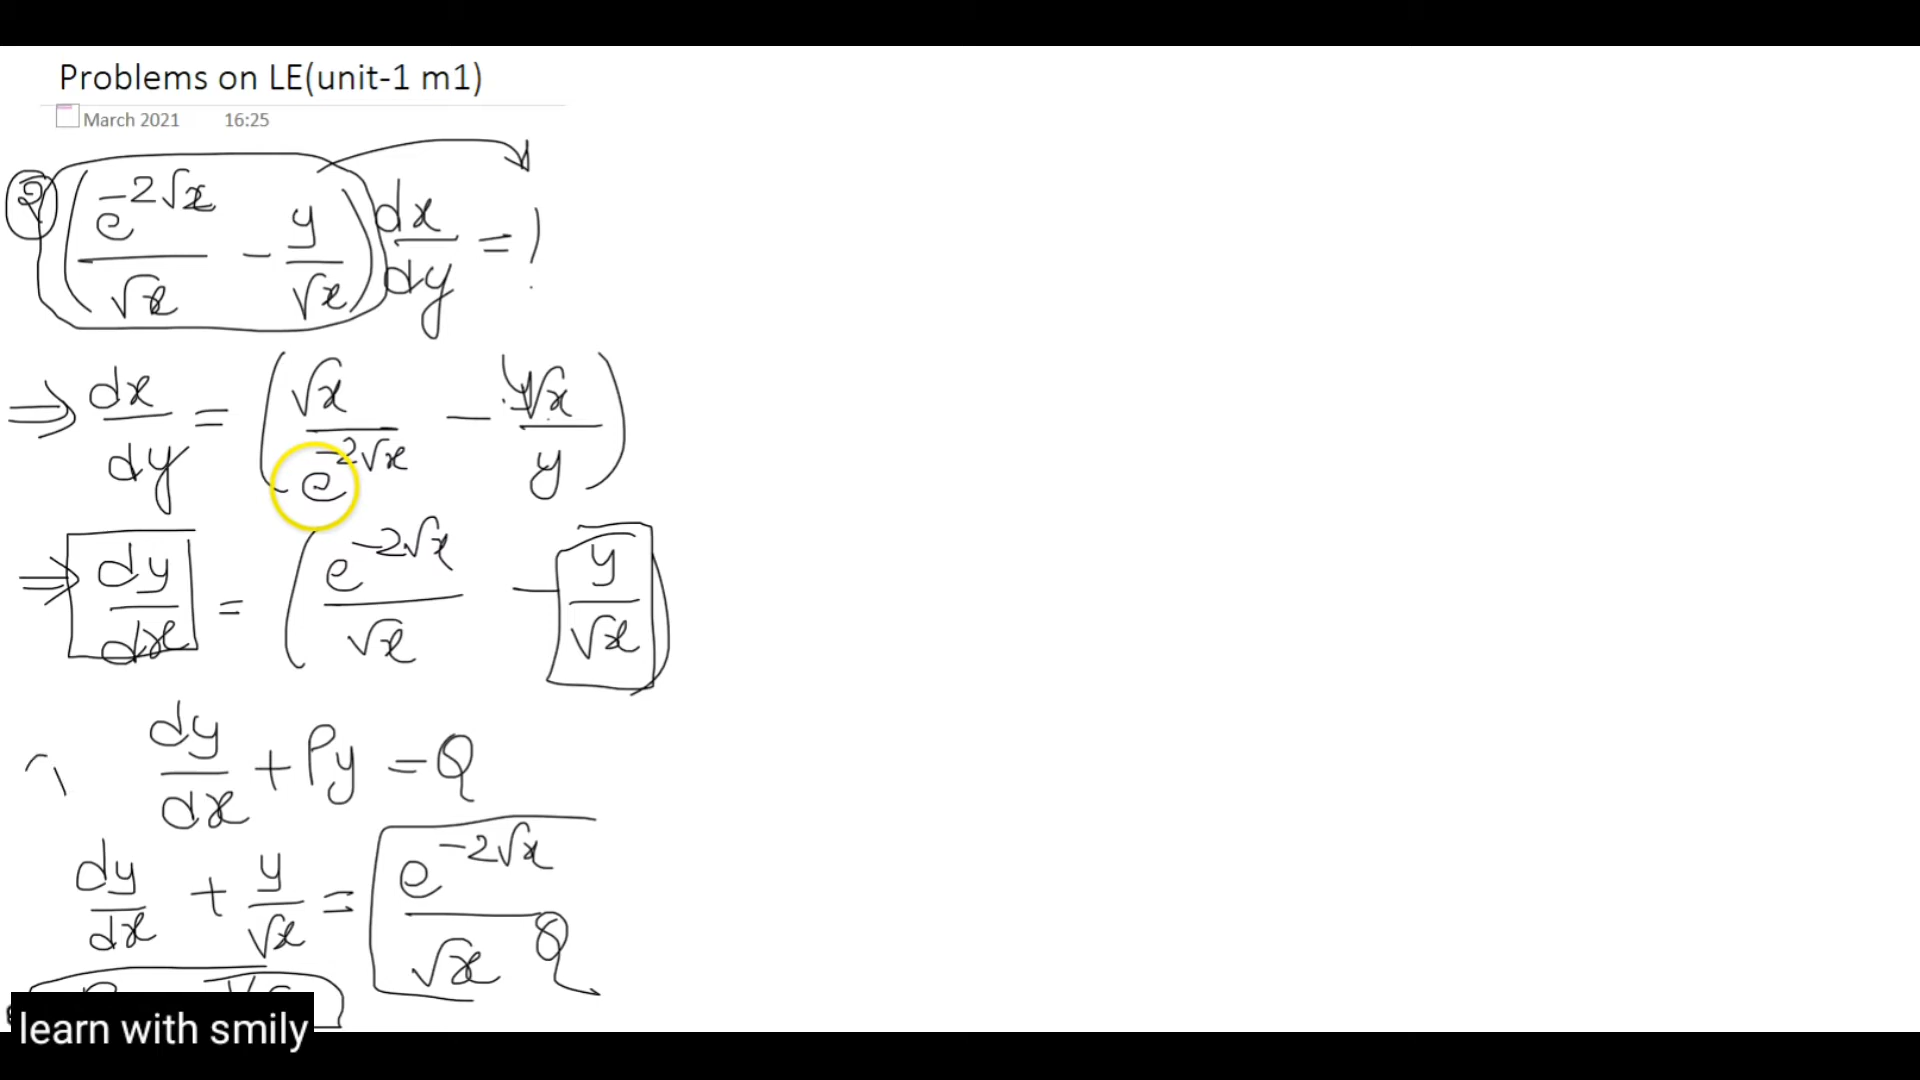 Problems on LE(unit-1 m1)
March 2021 16:25
Q (e^{-2√x}/√x - y/√x) dx/dy = !
⇒ dx/dy = (√x/e^{-2√x} - √x/y)
⇒ dy/dx = (e^{-2√x}/√x - y/√x)
dy/dx + Py = Q
dy/dx + y/√x = e^{-2√x}/√x Q
learn with smily